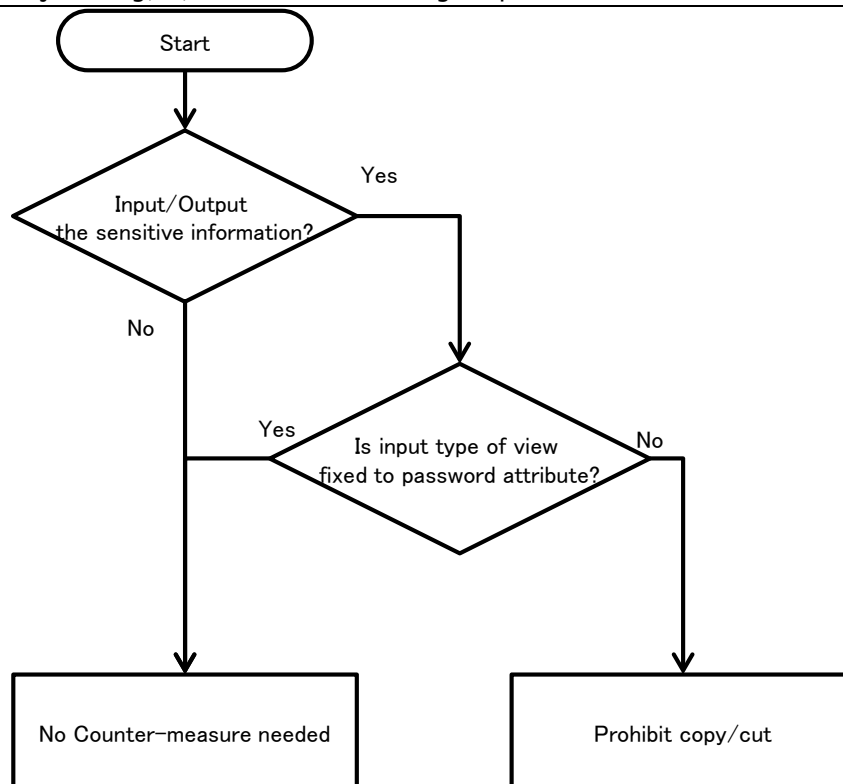 Start
Yes
Input/Output
the sensitive information?
No
Yes
Is input type of view
fixed to password attribute?
No
No Counter-measure needed
Prohibit copy/cut